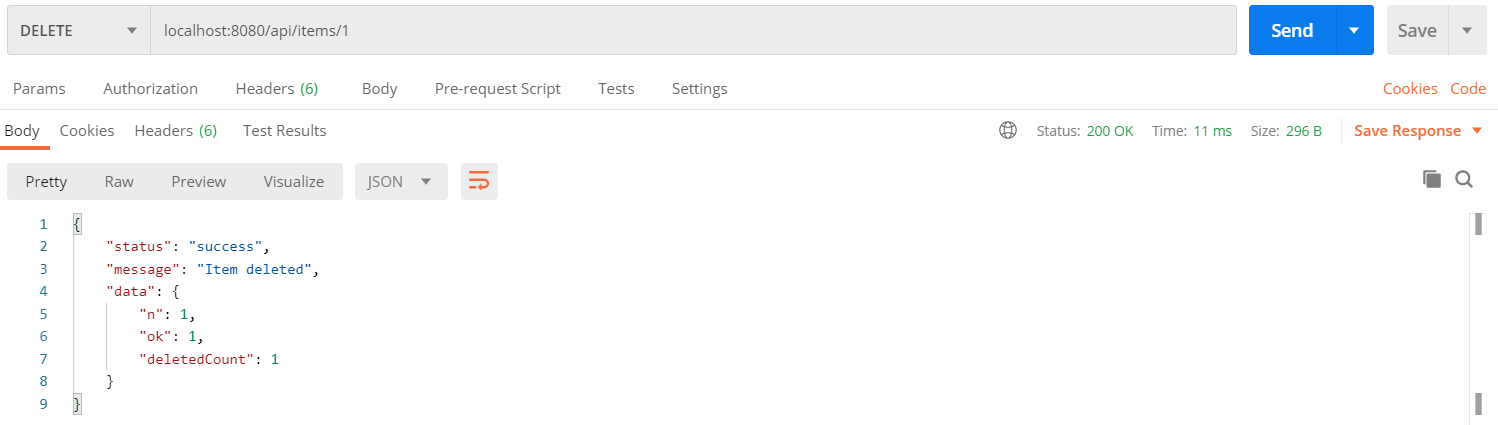 DELETE localhost:8080/api/items/1 Send Save
Params Authorization Headers (6) Body Pre-request Script Tests Settings Cookies Code
Body Cookies Headers (6) Test Results Status: 200 OK Time: 11 ms Size: 296 B Save Response
Pretty Raw Preview Visualize JSON
1 {
2 "status": "success",
3 "message": "Item deleted",
4 "data": {
5 "n": 1,
6 "ok": 1,
7 "deletedCount": 1
8 }
9 }